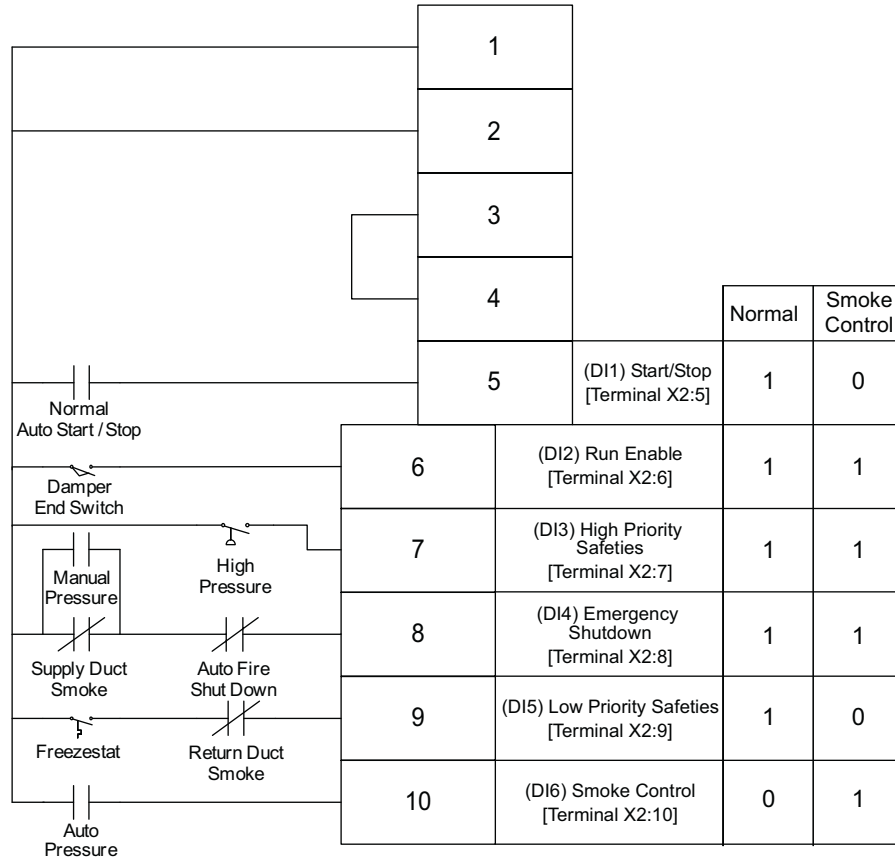 1
2
3
4
Normal
Smoke
Control
5
(DI1) Start/Stop
[Terminal X2:5]
1
0
Normal
Auto Start / Stop
6
(DI2) Run Enable
[Terminal X2:6]
1
1
Damper
End Switch
7
(DI3) High Priority
Safeties
[Terminal X2:7]
1
1
High
Pressure
Manual
Pressure
8
(DI4) Emergency
Shutdown
[Terminal X2:8]
1
1
Supply Duct
Smoke
Auto Fire
Shut Down
9
(DI5) Low Priority Safeties
[Terminal X2:9]
1
0
Freezestat
Return Duct
Smoke
10
(DI6) Smoke Control
[Terminal X2:10]
0
1
Auto
Pressure